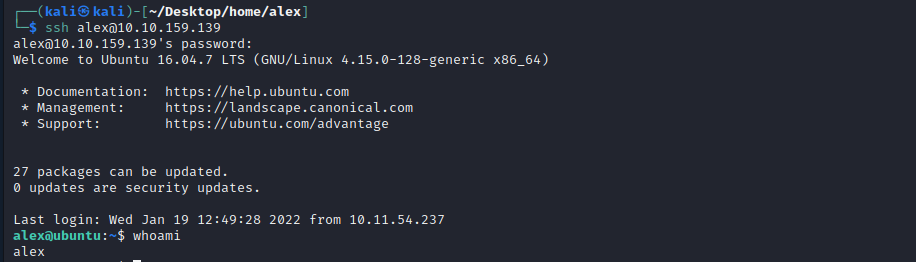 ┌──(kali㉿kali)-[~/Desktop/home/alex]
└─$ ssh alex@10.10.159.139
alex@10.10.159.139's password:
Welcome to Ubuntu 16.04.7 LTS (GNU/Linux 4.15.0-128-generic x86_64)
* Documentation:  https://help.ubuntu.com
* Management:     https://landscape.canonical.com
* Support:        https://ubuntu.com/advantage
27 packages can be updated.
0 updates are security updates.
Last login: Wed Jan 19 12:49:28 2022 from 10.11.54.237
alex@ubuntu:~$ whoami
alex